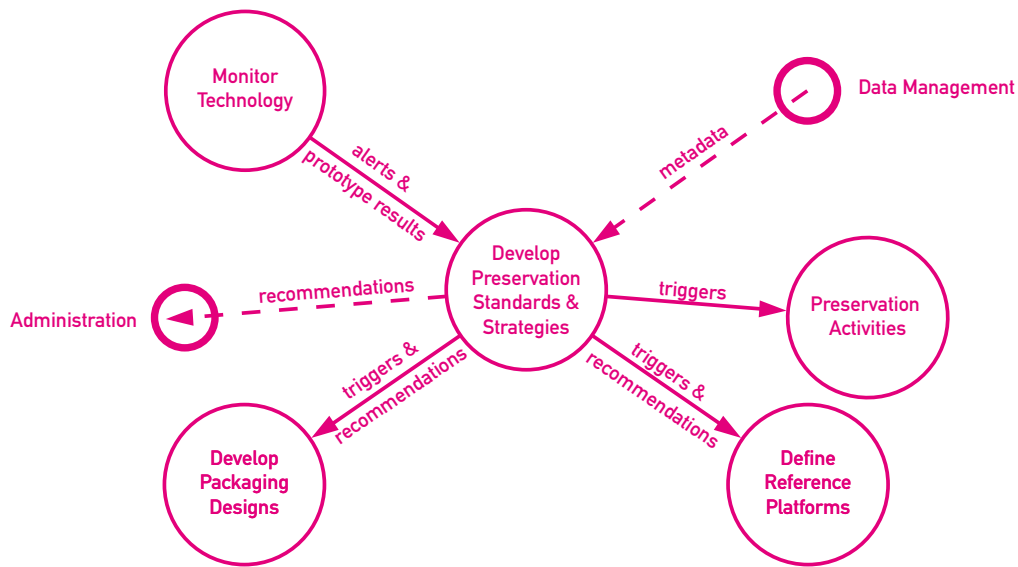 Monitor
Technology
Data Management
alerts &
prototype results
metadata
Develop
Preservation
Standards &
Strategies
recommendations
Administration
triggers
Preservation
Activities
triggers &
recommendations
triggers &
recommendations
Develop
Packaging
Designs
Define
Reference
Platforms